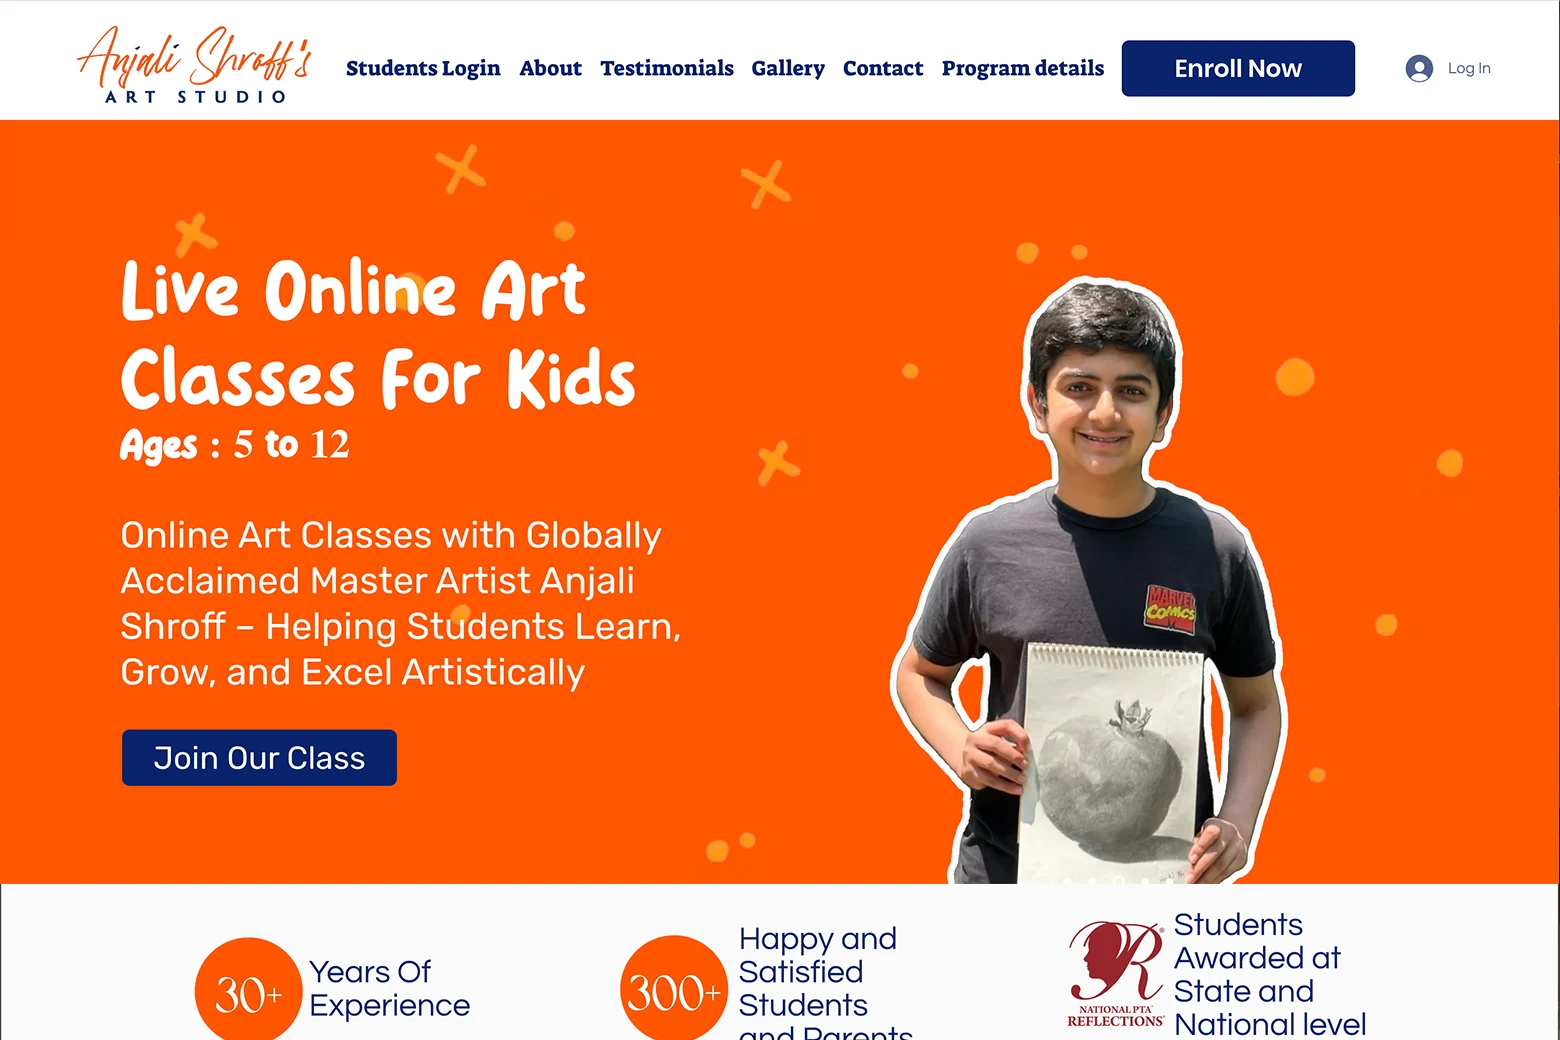 Anjali Shroff's
ART STUDIO
Students Login About Testimonials Gallery Contact Program details Enroll Now Log In
Live Online Art
Classes For Kids
Ages : 5 to 12
Online Art Classes with Globally
Acclaimed Master Artist Anjali
Shroff – Helping Students Learn,
Grow, and Excel Artistically
Join Our Class
MARVEL
COMICS
30+
Years Of
Experience
300+
Happy and
Satisfied
Students
and Parents
R®
NATIONAL PTA®
REFLECTIONS®
Students
Awarded at
State and
National level